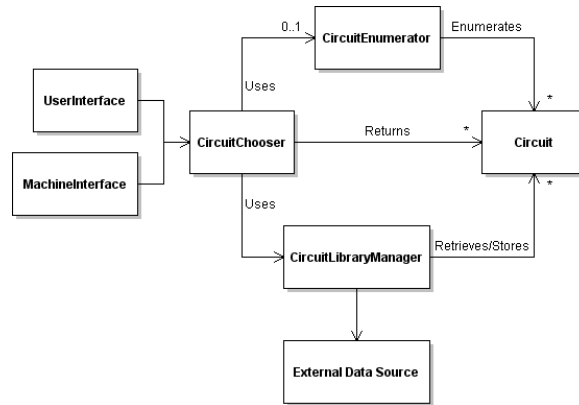 0..1
CircuitEnumerator
Enumerates
UserInterface
Uses
*
CircuitChooser
Returns
*
Circuit
MachineInterface
*
Uses
CircuitLibraryManager
Retrieves/Stores
External Data Source